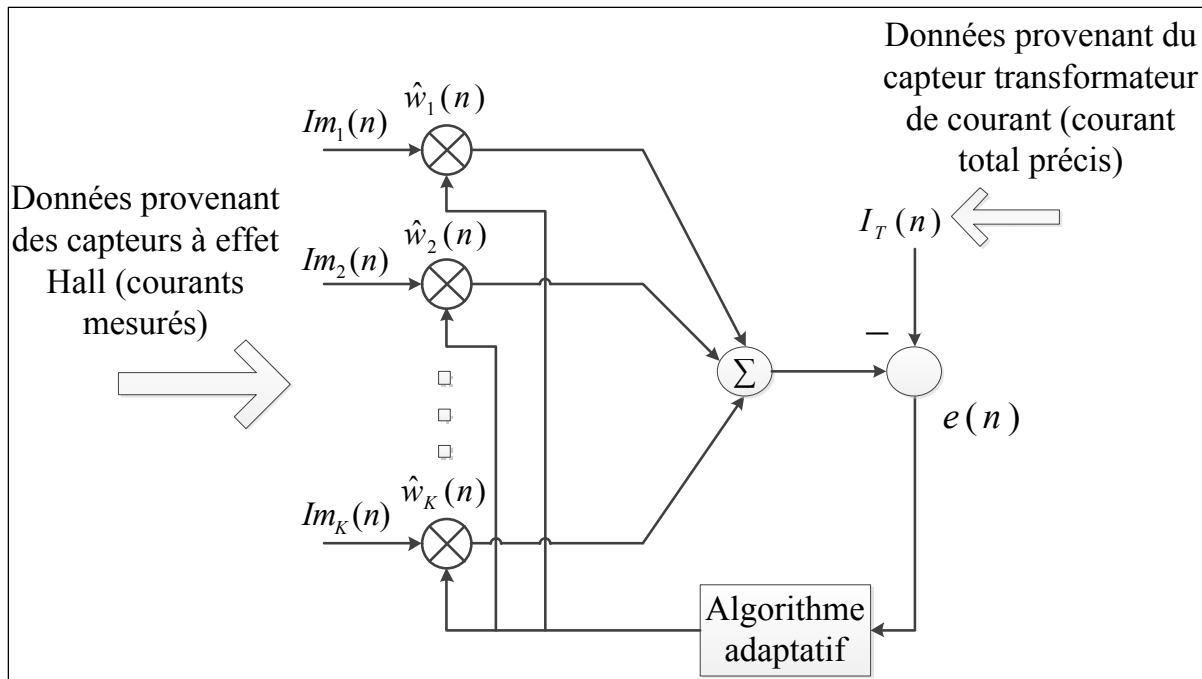 Données provenant
des capteurs à effet
Hall (courants
mesurés)
Im₁(n)
ŵ₁(n)
Im₂(n)
ŵ₂(n)
Im_K(n)
ŵ_K(n)
Σ
Données provenant du
capteur transformateur
de courant (courant
total précis)
I_T(n)
−
e(n)
Algorithme
adaptatif